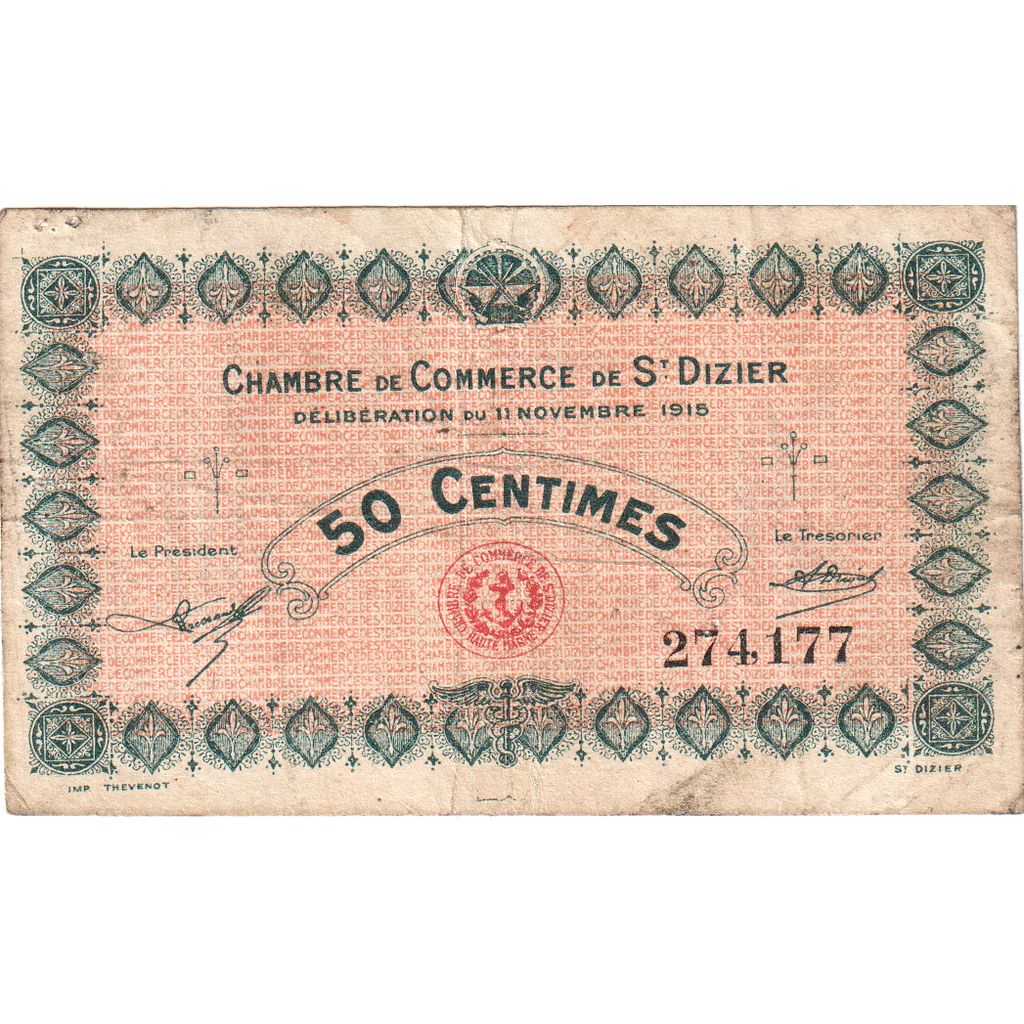 CHAMBRE DE COMMERCE DE ST. DIZIER
DÉLIBÉRATION DU 11 NOVEMBRE 1915
50 CENTIMES
Le Président
Le Trésorier
274,177
IMP. THEVENOT
ST DIZIER.